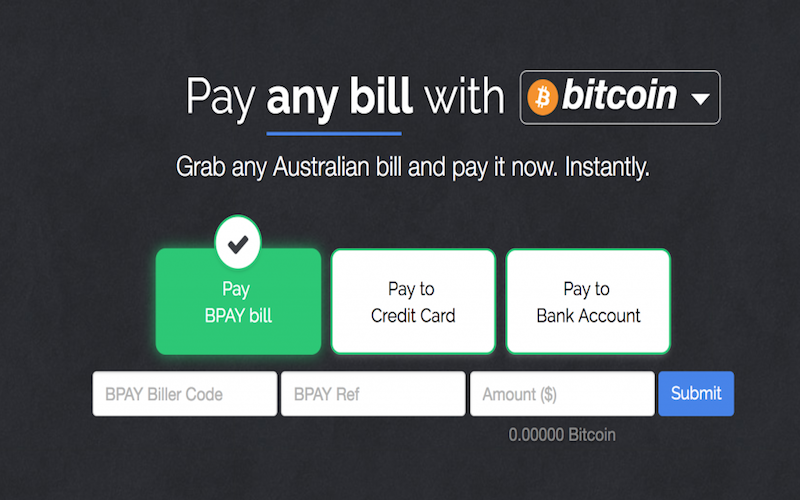 Pay any bill with bitcoin
Grab any Australian bill and pay it now. Instantly.
Pay
BPAY bill
Pay to
Credit Card
Pay to
Bank Account
BPAY Biller Code
BPAY Ref
Amount ($)
Submit
0.00000 Bitcoin